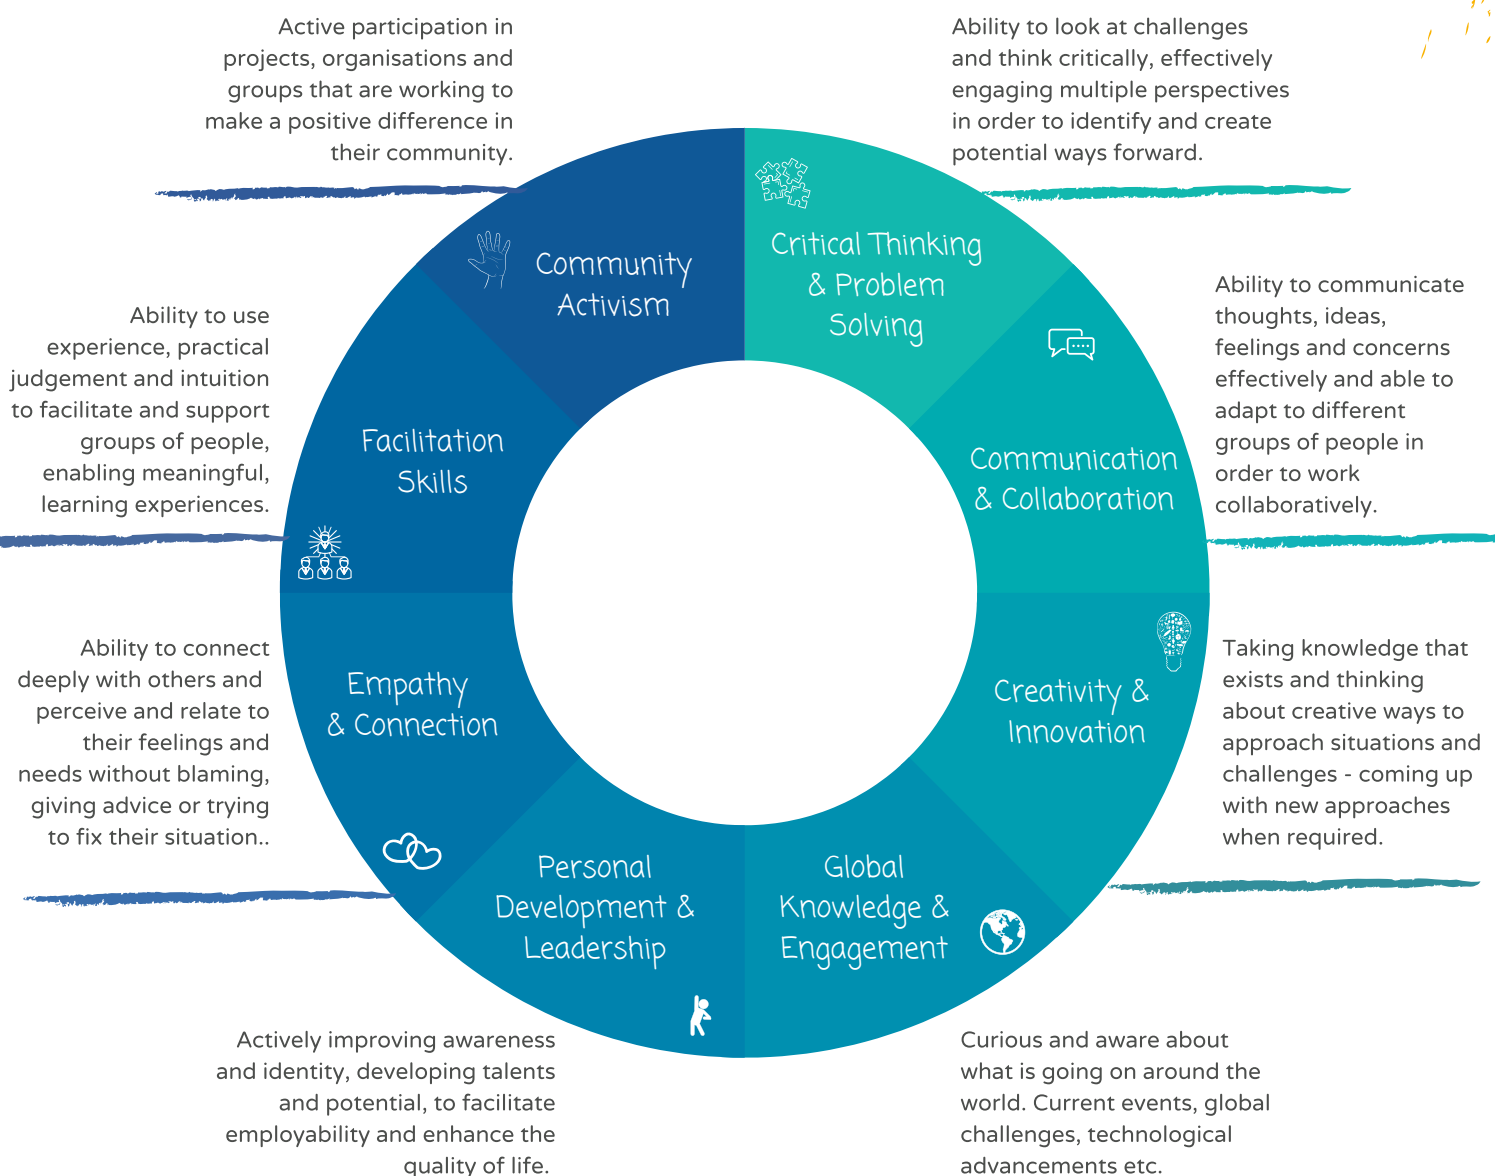 Active participation in
projects, organisations and
groups that are working to
make a positive difference in
their community.
Ability to look at challenges
and think critically, effectively
engaging multiple perspectives
in order to identify and create
potential ways forward.
Community
Activism
Critical Thinking
& Problem
Solving
Ability to use
experience, practical
judgement and intuition
to facilitate and support
groups of people,
enabling meaningful,
learning experiences.
Facilitation
Skills
Communication
& Collaboration
Ability to communicate
thoughts, ideas,
feelings and concerns
effectively and able to
adapt to different
groups of people in
order to work
collaboratively.
Ability to connect
deeply with others and
perceive and relate to
their feelings and
needs without blaming,
giving advice or trying
to fix their situation..
Empathy
& Connection
Creativity &
Innovation
Taking knowledge that
exists and thinking
about creative ways to
approach situations and
challenges - coming up
with new approaches
when required.
Personal
Development &
Leadership
Global
Knowledge &
Engagement
Actively improving awareness
and identity, developing talents
and potential, to facilitate
employability and enhance the
quality of life.
Curious and aware about
what is going on around the
world. Current events, global
challenges, technological
advancements etc.